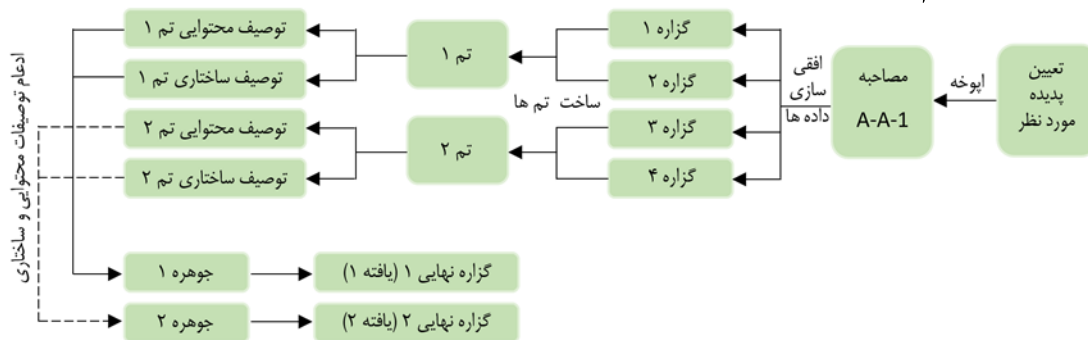 تعیین
پدیده
مورد نظر
اپوخه
مصاحبه
A-A-1
افقی
سازی
داده ها
گزاره ۱
گزاره ۲
گزاره ۳
گزاره ۴
ساخت تم ها
تم ۱
تم ۲
توصیف محتوایی تم ۱
توصیف ساختاری تم ۱
توصیف محتوایی تم ۲
توصیف ساختاری تم ۲
ادغام توصیفات محتوایی و ساختاری
جوهره ۱
گزاره نهایی ۱ (یافته ۱)
جوهره ۲
گزاره نهایی ۲ (یافته ۲)